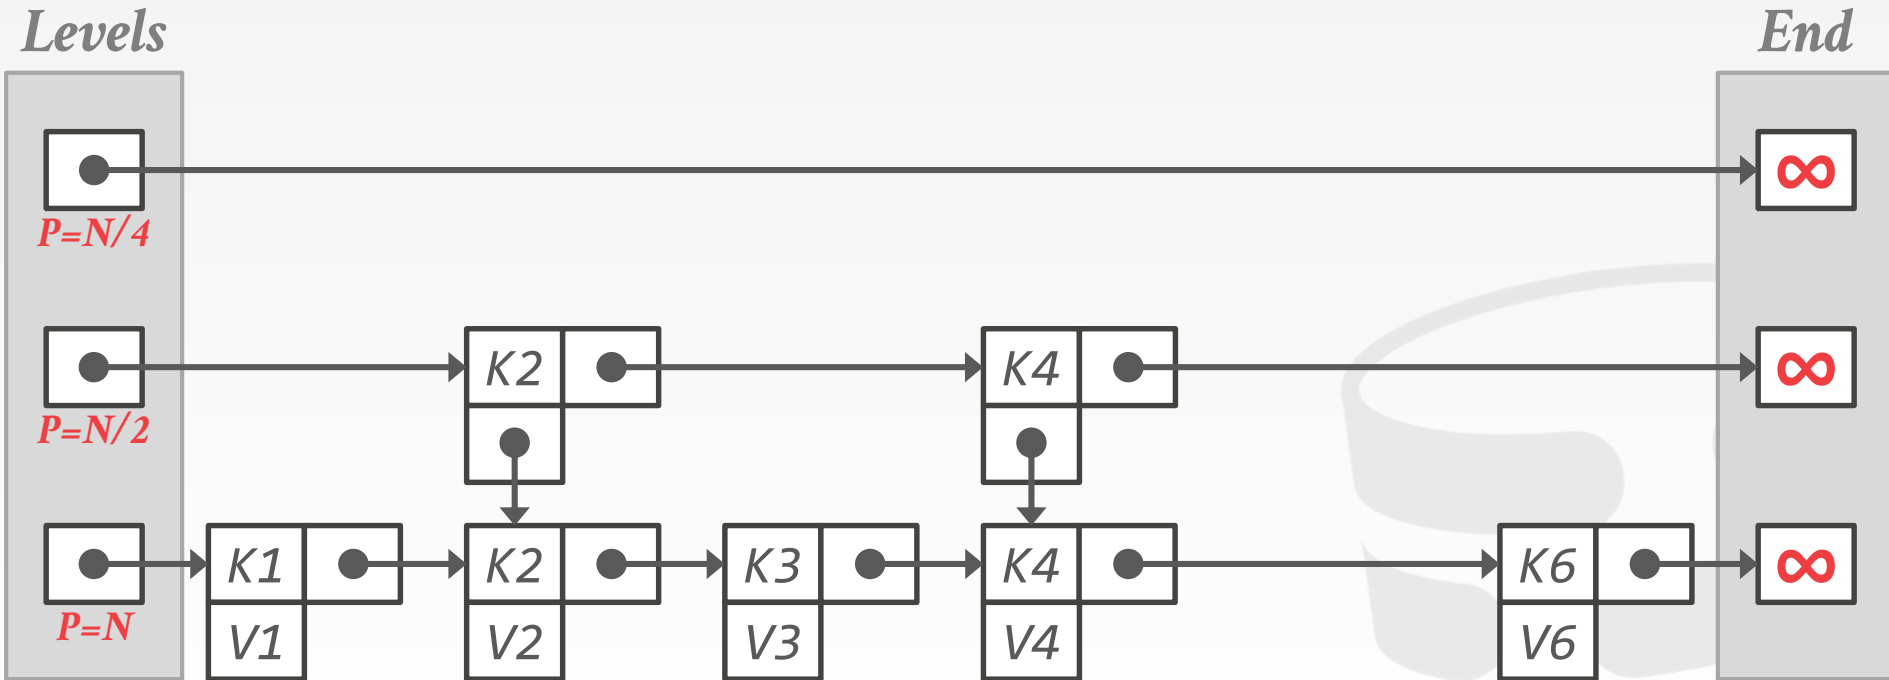 Levels End
∞
P=N/4
K2 K4 ∞
P=N/2
K1 K2 K3 K4 K6 ∞
P=N
V1 V2 V3 V4 V6